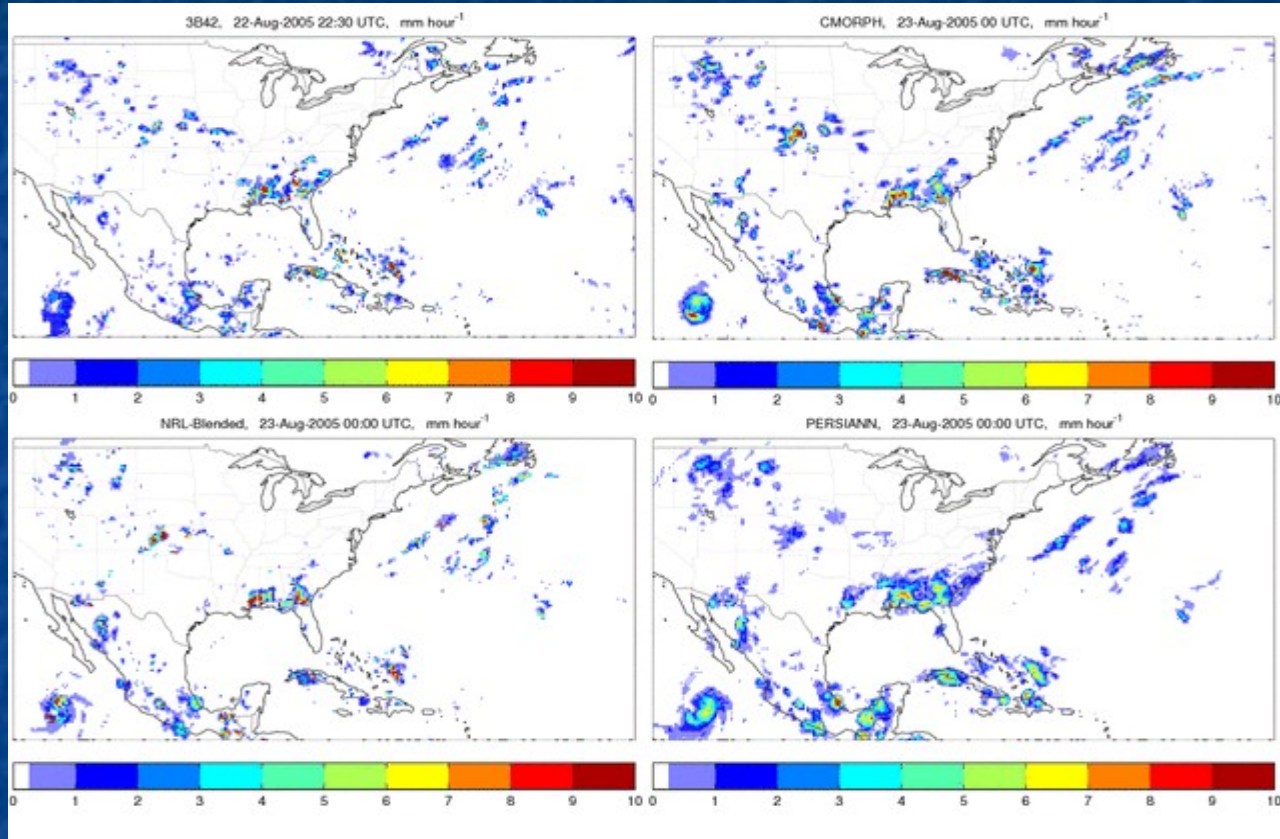 3B42, 22-Aug-2005 22:30 UTC, mm hour-1
CMORPH, 23-Aug-2005 00 UTC, mm hour-1
0 1 2 3 4 5 6 7 8 9 10
0 1 2 3 4 5 6 7 8 9 10
NRL-Blended, 23-Aug-2005 00:00 UTC, mm hour-1
PERSIANN, 23-Aug-2005 00:00 UTC, mm hour-1
0 1 2 3 4 5 6 7 8 9 10
0 1 2 3 4 5 6 7 8 9 10